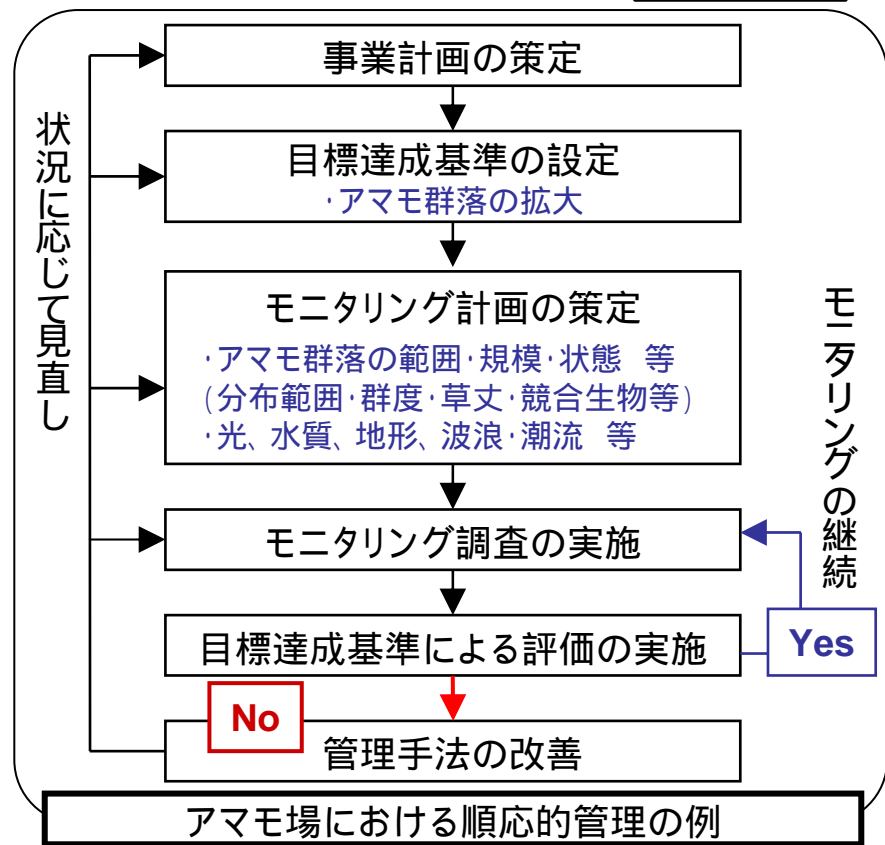 事業計画の策定
目標達成基準の設定
・アマモ群落の拡大
モニタリング計画の策定
・アマモ群落の範囲・規模・状態 等
(分布範囲・群度・草丈・競合生物等)
・光、水質、地形、波浪・潮流 等
モニタリング調査の実施
目標達成基準による評価の実施
Yes
No
管理手法の改善
状況に応じて見直し
モニタリングの継続
アマモ場における順応的管理の例